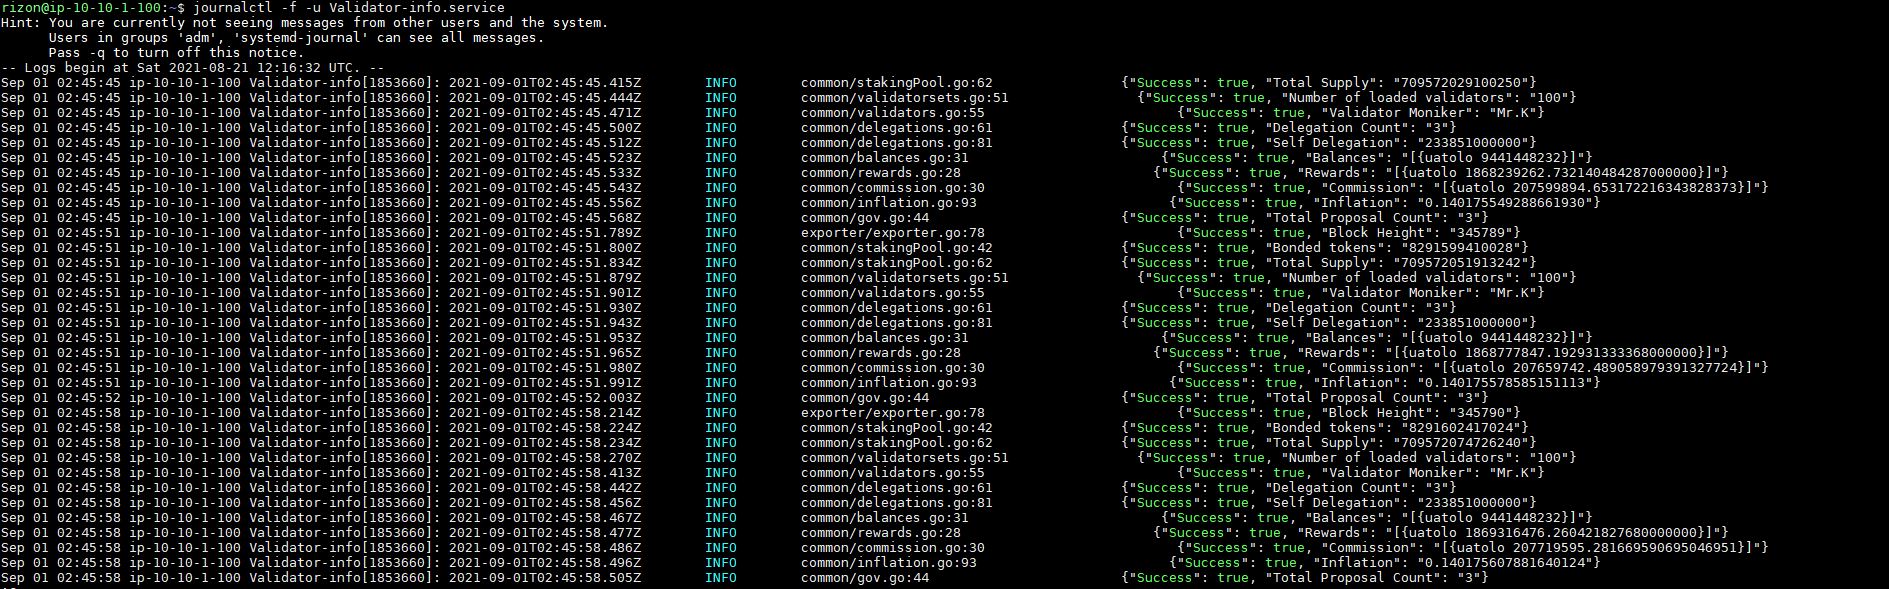 rizon@ip-10-10-1-100:~$ journalctl -f -u Validator-info.service
Hint: You are currently not seeing messages from other users and the system.
      Users in groups 'adm', 'systemd-journal' can see all messages.
      Pass -q to turn off this notice.
-- Logs begin at Sat 2021-08-21 12:16:32 UTC. --
Sep 01 02:45:45 ip-10-10-1-100 Validator-info[1853660]: 2021-09-01T02:45:45.415Z        INFO        common/stakingPool.go:62        {"Success": true, "Total Supply": "709572029100250"}
Sep 01 02:45:45 ip-10-10-1-100 Validator-info[1853660]: 2021-09-01T02:45:45.444Z        INFO        common/validatorsets.go:51        {"Success": true, "Number of loaded validators": "100"}
Sep 01 02:45:45 ip-10-10-1-100 Validator-info[1853660]: 2021-09-01T02:45:45.471Z        INFO        common/validators.go:55        {"Success": true, "Validator Moniker": "Mr.K"}
Sep 01 02:45:45 ip-10-10-1-100 Validator-info[1853660]: 2021-09-01T02:45:45.500Z        INFO        common/delegations.go:61        {"Success": true, "Delegation Count": "3"}
Sep 01 02:45:45 ip-10-10-1-100 Validator-info[1853660]: 2021-09-01T02:45:45.512Z        INFO        common/delegations.go:81        {"Success": true, "Self Delegation": "233851000000"}
Sep 01 02:45:45 ip-10-10-1-100 Validator-info[1853660]: 2021-09-01T02:45:45.523Z        INFO        common/balances.go:31        {"Success": true, "Balances": "[{uatolo 9441448232}]"}
Sep 01 02:45:45 ip-10-10-1-100 Validator-info[1853660]: 2021-09-01T02:45:45.533Z        INFO        common/rewards.go:28        {"Success": true, "Rewards": "[{uatolo 1868239262.732140484287000000}]"}
Sep 01 02:45:45 ip-10-10-1-100 Validator-info[1853660]: 2021-09-01T02:45:45.543Z        INFO        common/commission.go:30        {"Success": true, "Commission": "[{uatolo 207599894.653172216343828373}]"}
Sep 01 02:45:45 ip-10-10-1-100 Validator-info[1853660]: 2021-09-01T02:45:45.556Z        INFO        common/inflation.go:93        {"Success": true, "Inflation": "0.140175549288661930"}
Sep 01 02:45:45 ip-10-10-1-100 Validator-info[1853660]: 2021-09-01T02:45:45.568Z        INFO        common/gov.go:44        {"Success": true, "Total Proposal Count": "3"}
Sep 01 02:45:51 ip-10-10-1-100 Validator-info[1853660]: 2021-09-01T02:45:51.789Z        INFO        exporter/exporter.go:78        {"Success": true, "Block Height": "345789"}
Sep 01 02:45:51 ip-10-10-1-100 Validator-info[1853660]: 2021-09-01T02:45:51.800Z        INFO        common/stakingPool.go:42        {"Success": true, "Bonded tokens": "8291599410028"}
Sep 01 02:45:51 ip-10-10-1-100 Validator-info[1853660]: 2021-09-01T02:45:51.834Z        INFO        common/stakingPool.go:62        {"Success": true, "Total Supply": "709572051913242"}
Sep 01 02:45:51 ip-10-10-1-100 Validator-info[1853660]: 2021-09-01T02:45:51.879Z        INFO        common/validatorsets.go:51        {"Success": true, "Number of loaded validators": "100"}
Sep 01 02:45:51 ip-10-10-1-100 Validator-info[1853660]: 2021-09-01T02:45:51.901Z        INFO        common/validators.go:55        {"Success": true, "Validator Moniker": "Mr.K"}
Sep 01 02:45:51 ip-10-10-1-100 Validator-info[1853660]: 2021-09-01T02:45:51.930Z        INFO        common/delegations.go:61        {"Success": true, "Delegation Count": "3"}
Sep 01 02:45:51 ip-10-10-1-100 Validator-info[1853660]: 2021-09-01T02:45:51.943Z        INFO        common/delegations.go:81        {"Success": true, "Self Delegation": "233851000000"}
Sep 01 02:45:51 ip-10-10-1-100 Validator-info[1853660]: 2021-09-01T02:45:51.953Z        INFO        common/balances.go:31        {"Success": true, "Balances": "[{uatolo 9441448232}]"}
Sep 01 02:45:51 ip-10-10-1-100 Validator-info[1853660]: 2021-09-01T02:45:51.965Z        INFO        common/rewards.go:28        {"Success": true, "Rewards": "[{uatolo 1868777847.192931333368000000}]"}
Sep 01 02:45:51 ip-10-10-1-100 Validator-info[1853660]: 2021-09-01T02:45:51.980Z        INFO        common/commission.go:30        {"Success": true, "Commission": "[{uatolo 207659742.489058979391327724}]"}
Sep 01 02:45:51 ip-10-10-1-100 Validator-info[1853660]: 2021-09-01T02:45:51.991Z        INFO        common/inflation.go:93        {"Success": true, "Inflation": "0.140175578585151113"}
Sep 01 02:45:52 ip-10-10-1-100 Validator-info[1853660]: 2021-09-01T02:45:52.003Z        INFO        common/gov.go:44        {"Success": true, "Total Proposal Count": "3"}
Sep 01 02:45:58 ip-10-10-1-100 Validator-info[1853660]: 2021-09-01T02:45:58.214Z        INFO        exporter/exporter.go:78        {"Success": true, "Block Height": "345790"}
Sep 01 02:45:58 ip-10-10-1-100 Validator-info[1853660]: 2021-09-01T02:45:58.224Z        INFO        common/stakingPool.go:42        {"Success": true, "Bonded tokens": "8291602417024"}
Sep 01 02:45:58 ip-10-10-1-100 Validator-info[1853660]: 2021-09-01T02:45:58.234Z        INFO        common/stakingPool.go:62        {"Success": true, "Total Supply": "709572074726240"}
Sep 01 02:45:58 ip-10-10-1-100 Validator-info[1853660]: 2021-09-01T02:45:58.270Z        INFO        common/validatorsets.go:51        {"Success": true, "Number of loaded validators": "100"}
Sep 01 02:45:58 ip-10-10-1-100 Validator-info[1853660]: 2021-09-01T02:45:58.413Z        INFO        common/validators.go:55        {"Success": true, "Validator Moniker": "Mr.K"}
Sep 01 02:45:58 ip-10-10-1-100 Validator-info[1853660]: 2021-09-01T02:45:58.442Z        INFO        common/delegations.go:61        {"Success": true, "Delegation Count": "3"}
Sep 01 02:45:58 ip-10-10-1-100 Validator-info[1853660]: 2021-09-01T02:45:58.456Z        INFO        common/delegations.go:81        {"Success": true, "Self Delegation": "233851000000"}
Sep 01 02:45:58 ip-10-10-1-100 Validator-info[1853660]: 2021-09-01T02:45:58.467Z        INFO        common/balances.go:31        {"Success": true, "Balances": "[{uatolo 9441448232}]"}
Sep 01 02:45:58 ip-10-10-1-100 Validator-info[1853660]: 2021-09-01T02:45:58.477Z        INFO        common/rewards.go:28        {"Success": true, "Rewards": "[{uatolo 1869316476.260421827680000000}]"}
Sep 01 02:45:58 ip-10-10-1-100 Validator-info[1853660]: 2021-09-01T02:45:58.486Z        INFO        common/commission.go:30        {"Success": true, "Commission": "[{uatolo 207719595.281669590695046951}]"}
Sep 01 02:45:58 ip-10-10-1-100 Validator-info[1853660]: 2021-09-01T02:45:58.496Z        INFO        common/inflation.go:93        {"Success": true, "Inflation": "0.140175607881640124"}
Sep 01 02:45:58 ip-10-10-1-100 Validator-info[1853660]: 2021-09-01T02:45:58.505Z        INFO        common/gov.go:44        {"Success": true, "Total Proposal Count": "3"}